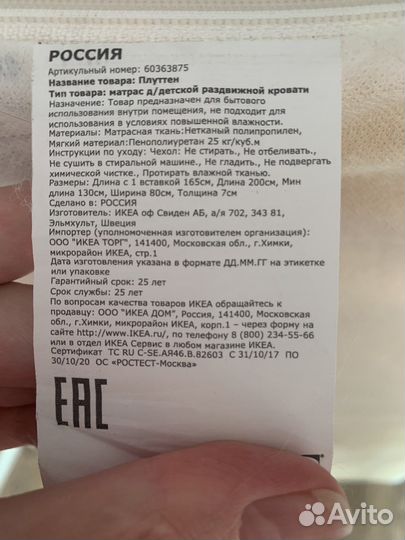 РОССИЯ
Артикульный номер: 60363875
Название товара: Плуттен
Тип товара: матрас д/детской раздвижной кровати
Назначение: Товар предназначен для бытового
использования внутри помещения, не подходит для
использования в условиях повышенной влажности.
Материалы: Матрасная ткань:Нетканый полипропилен,
Мягкий материал:Пенополиуретан 25 кг/куб.м
Инструкции по уходу: Чехол: Не стирать., Не отбеливать.,
Не сушить в стиральной машине., Не гладить., Не подвергать
химической чистке., Протирать влажной тканью.
Размеры: Длина с 1 вставкой 165см, Длина 200см, Мин
длина 130см, Ширина 80см, Толщина 7см
Сделано в: РОССИЯ
Изготовитель: ИКЕА оф Свиден АБ, а/я 702, 343 81,
Эльмхульт, Швеция
Импортер (уполномоченная изготовителем организация):
ООО "ИКЕА ТОРГ", 141400, Московская обл., г.Химки,
микрорайон ИКЕА, стр.1
Дата изготовления указана в формате ДД.ММ.ГГ на этикетке
или упаковке
Гарантийный срок: 25 лет
Срок службы: 25 лет
По вопросам качества товаров ИКЕА обращайтесь к
продавцу: ООО "ИКЕА ДОМ", Россия, 141400, Московская
обл., г.Химки, микрорайон ИКЕА, корп.1 – через форму на
сайте http://www.IKEA.ru/, по телефону 8 (800) 234-55-66
или в отдел ИКЕА Сервис в любом магазине ИКЕА.
Сертификат ТС RU C-SE.АЯ46.В.82603 С 31/10/17 ПО
30/10/20 ОС «РОСТЕСТ-Москва»
EAC
Avito